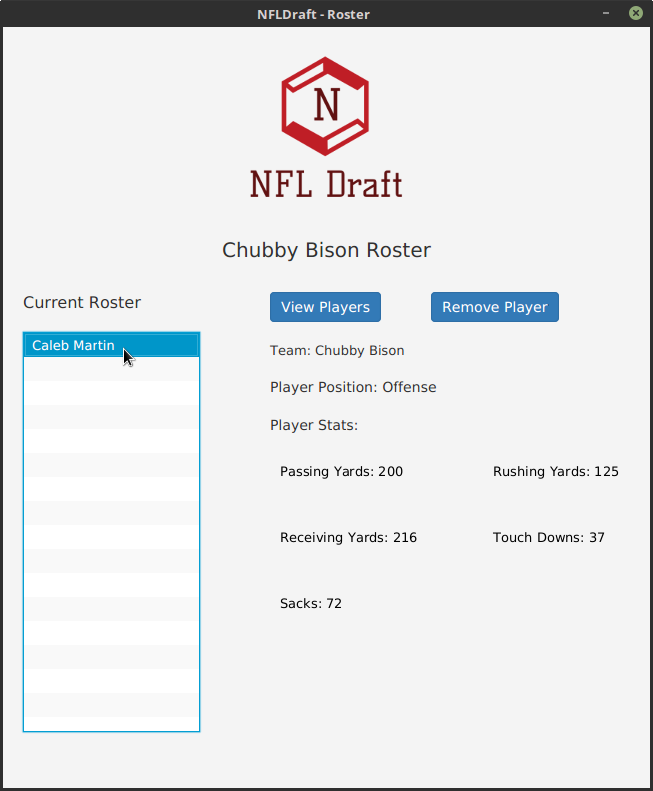 NFLDraft - Roster
N
NFL Draft
Chubby Bison Roster
Current Roster
View Players
Remove Player
Caleb Martin
Team: Chubby Bison
Player Position: Offense
Player Stats:
Passing Yards: 200
Rushing Yards: 125
Receiving Yards: 216
Touch Downs: 37
Sacks: 72